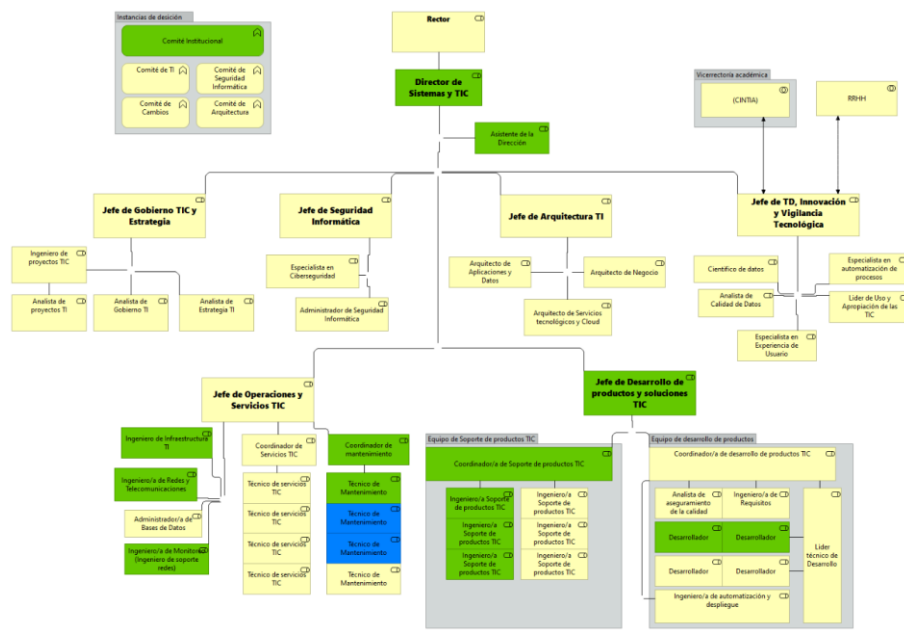 Instancias de desición
Comité Institucional
Comité de TI
Comité de
Seguridad
Informática
Comité de
Cambios
Comité de
Arquitectura
Rector
Director de
Sistemas y TIC
Asistente de la
Dirección
Vicerrectoría académica
(CINTIA)
RRHH
Jefe de Gobierno TIC y
Estrategia
Jefe de Seguridad
Informática
Jefe de Arquitectura TI
Jefe de TD, Innovación
y Vigilancia
Tecnológica
Ingeniero de
proyectos TIC
Analista de
proyectos TI
Analista de
Gobierno TI
Analista de
Estrategia TI
Especialista en
Ciberseguridad
Administrador de Seguridad
Informática
Arquitecto de
Aplicaciones y
Datos
Arquitecto de Negocio
Arquitecto de Servicios
tecnológicos y Cloud
Científico de datos
Especialista en
automatización de
procesos
Analista de
Calidad de Datos
Lider de Uso y
Apropiación de las
TIC
Especialista en
Experiencia de
Usuario
Jefe de Operaciones y
Servicios TIC
Jefe de Desarrollo de
productos y soluciones
TIC
Ingeniero de Infraestructura
TI
Ingeniero/a de Redes y
Telecomunicaciones
Administrador/a de
Bases de Datos
Ingeniero/a de Monitoreo
(Ingeniero de soporte
redes)
Coordinador de
Servicios TIC
Técnico de servicios
TIC
Técnico de servicios
TIC
Técnico de servicios
TIC
Técnico de servicios
TIC
Coordinador de
mantenimiento
Técnico de
Mantenimiento
Técnico de
Mantenimiento
Técnico de
Mantenimiento
Técnico de
Mantenimiento
Equipo de Soporte de productos TIC
Coordinador/a de Soporte de productos TIC
Ingeniero/a Soporte
de productos TIC
Ingeniero/a
Soporte de
productos TIC
Ingeniero/a
Soporte de
productos TIC
Ingeniero/a
Soporte de
productos TIC
Ingeniero/a
Soporte de
productos TIC
Ingeniero/a
Soporte de
productos TIC
Equipo de desarrollo de productos
Coordinador/a de desarrollo de productos TIC
Analista de
aseguramiento
de la calidad
Ingeniero/a de
Requisitos
Desarrollador
Desarrollador
Desarrollador
Desarrollador
Lider
técnico de
Desarrollo
Ingeniero/a de automatización y
despliegue